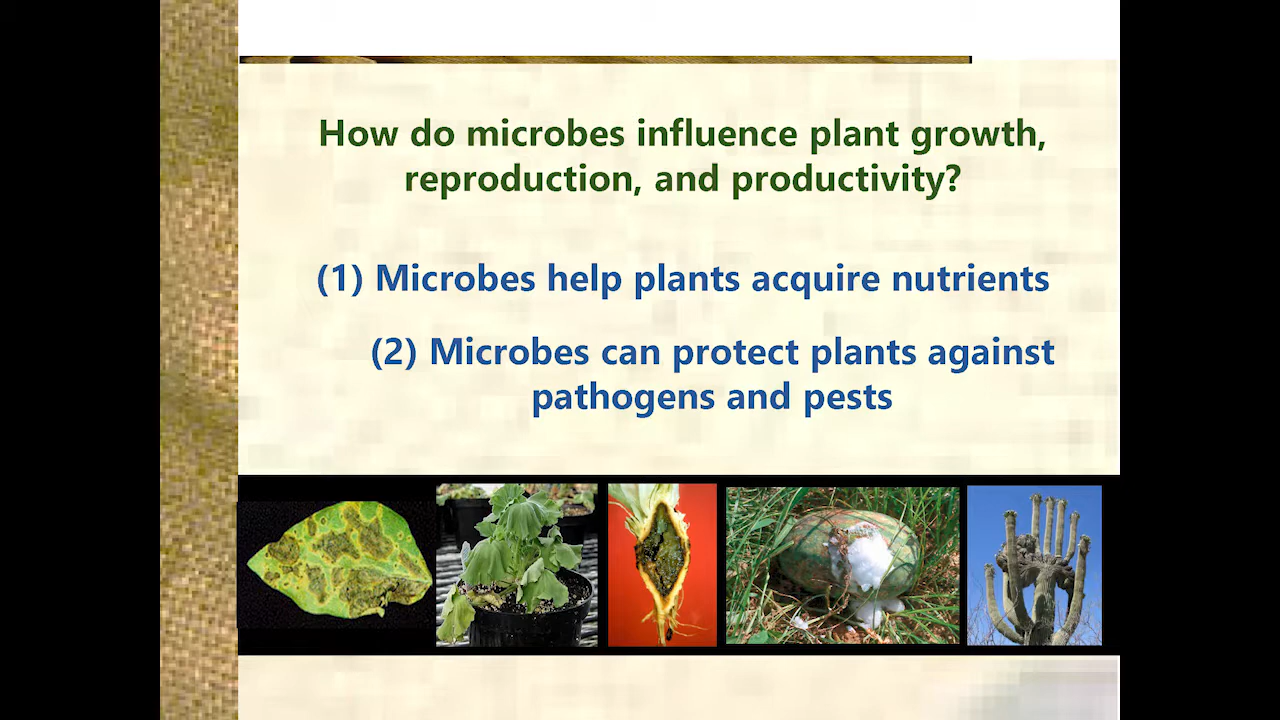 How do microbes influence plant growth,
reproduction, and productivity?
(1) Microbes help plants acquire nutrients
(2) Microbes can protect plants against
pathogens and pests